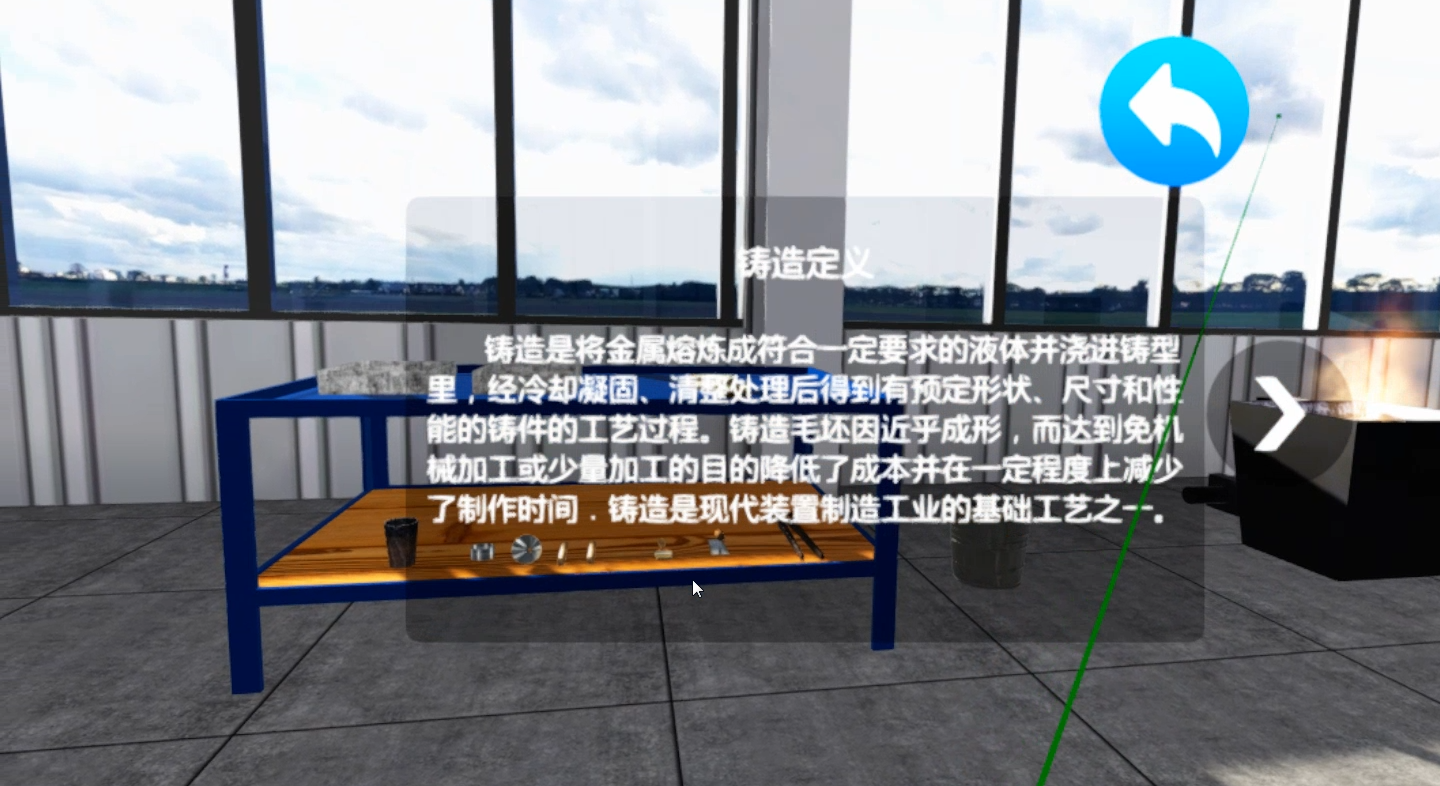 铸造定义
铸造是将金属熔炼成符合一定要求的液体并浇进铸型
里，经冷却凝固、清整处理后得到有预定形状、尺寸和性
能的铸件的工艺过程。铸造毛坯因近乎成形，而达到免机
械加工或少量加工的目的降低了成本并在一定程度上减少
了制作时间．铸造是现代装置制造工业的基础工艺之一。